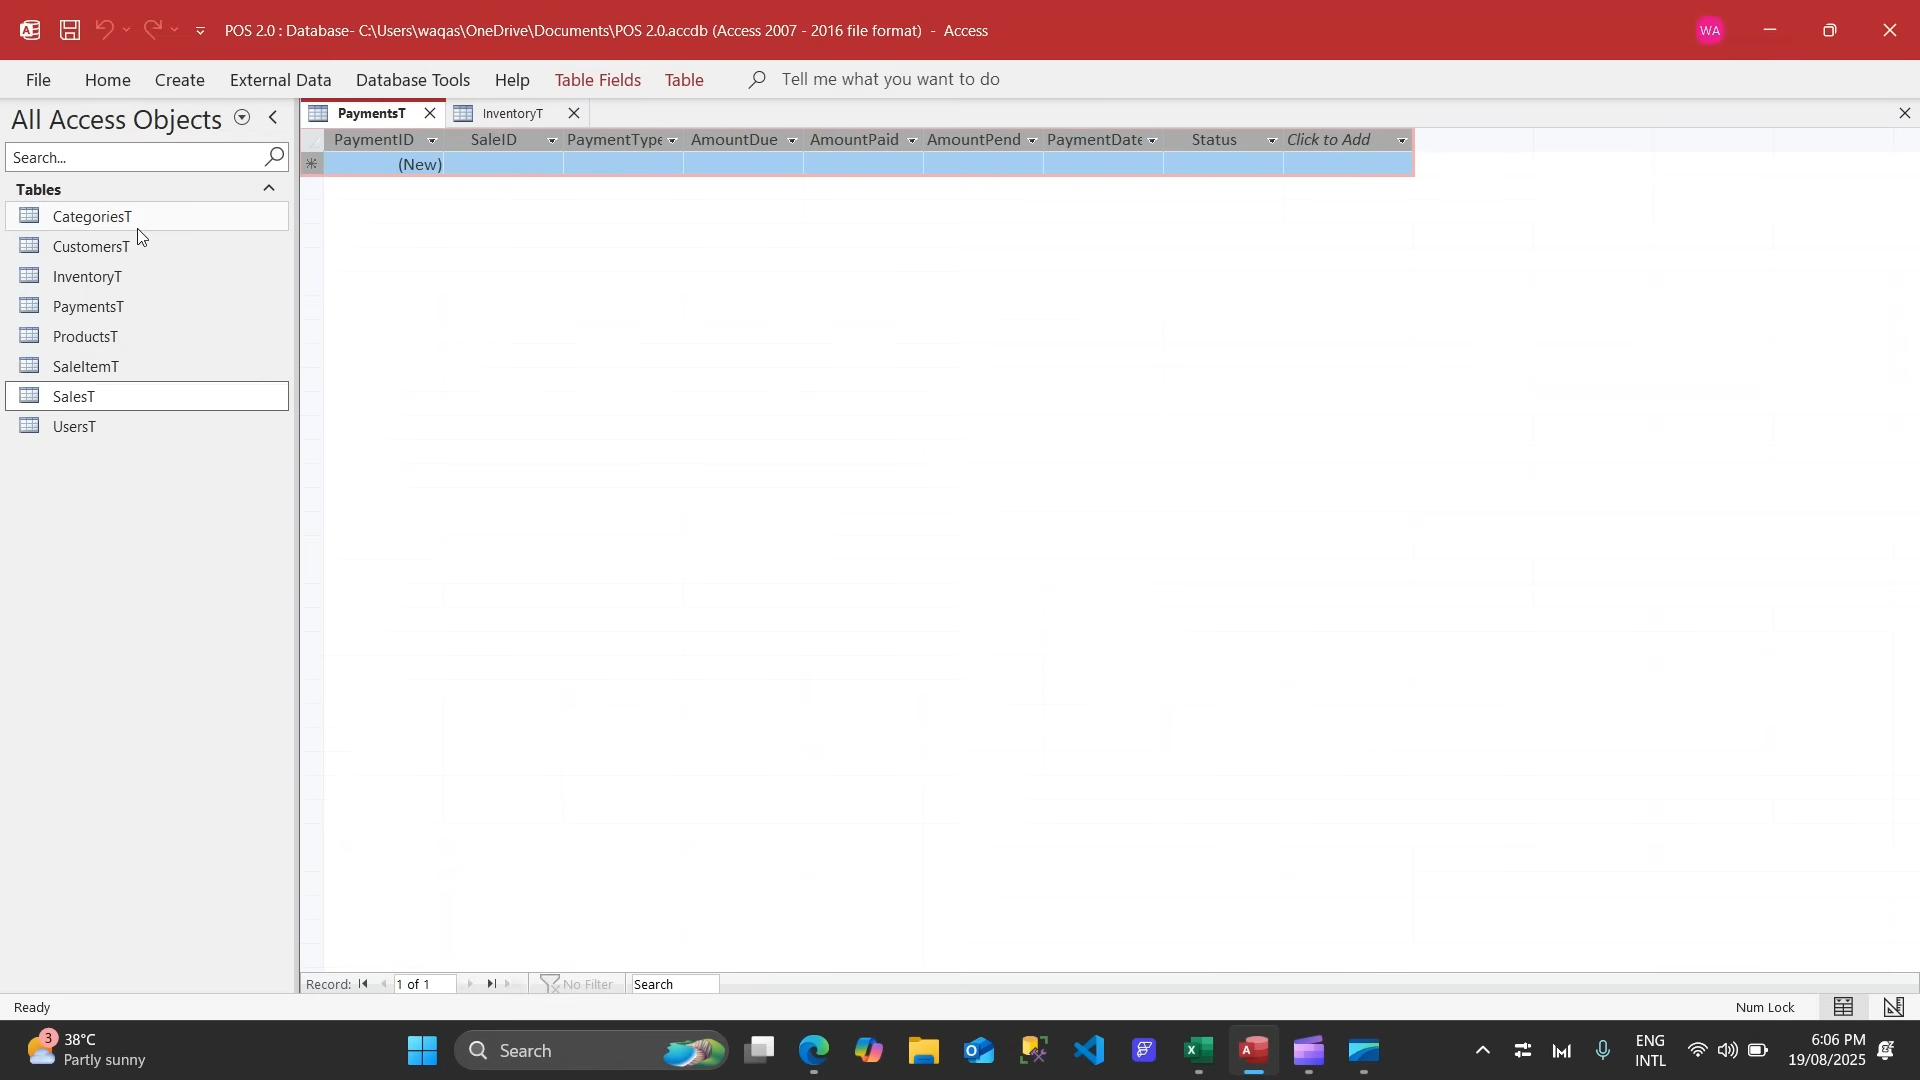 POS 2.0 : Database- C:\Users\waqas\OneDrive\Documents\POS 2.0.accdb (Access 2007 - 2016 file format) - Access
WA
File Home Create External Data Database Tools Help Table Fields Table Tell me what you want to do
All Access Objects
Search...
Tables
CategoriesT
CustomersT
InventoryT
PaymentsT
ProductsT
SaleItemT
SalesT
UsersT
PaymentsT InventoryT
PaymentID SaleID PaymentType AmountDue AmountPaid AmountPend PaymentDate Status Click to Add
(New)
Record: 1 of 1 No Filter Search
Ready
Num Lock
3
38°C
Partly sunny
Search
ENG
INTL
6:06 PM
19/08/2025